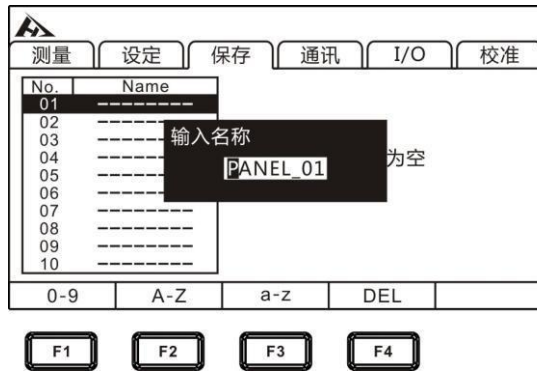 测量 设定 保存 通讯 I/O 校准
No. Name
01 --------
02 --------
03 --------
04 --------
05 --------
06 --------
07 --------
08 --------
09 --------
10 --------
输入名称
PANEL_01
为空
0-9 A-Z a-z DEL
F1 F2 F3 F4